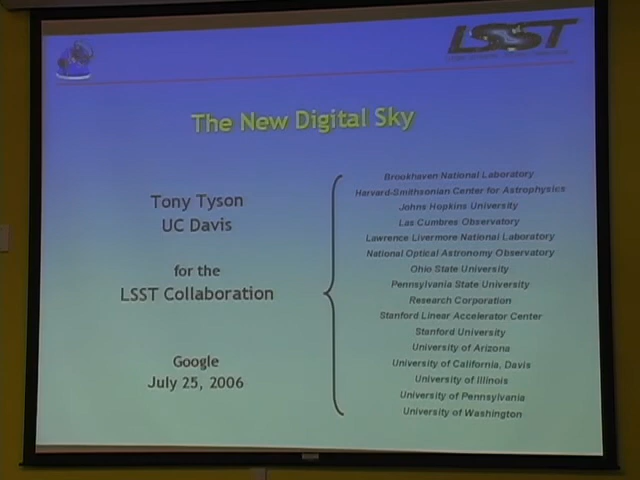 LSST
The New Digital Sky
Tony Tyson
UC Davis
for the
LSST Collaboration
Google
July 25, 2006
Brookhaven National Laboratory
Harvard-Smithsonian Center for Astrophysics
Johns Hopkins University
Las Cumbres Observatory
Lawrence Livermore National Laboratory
National Optical Astronomy Observatory
Ohio State University
Pennsylvania State University
Research Corporation
Stanford Linear Accelerator Center
Stanford University
University of Arizona
University of California, Davis
University of Illinois
University of Pennsylvania
University of Washington